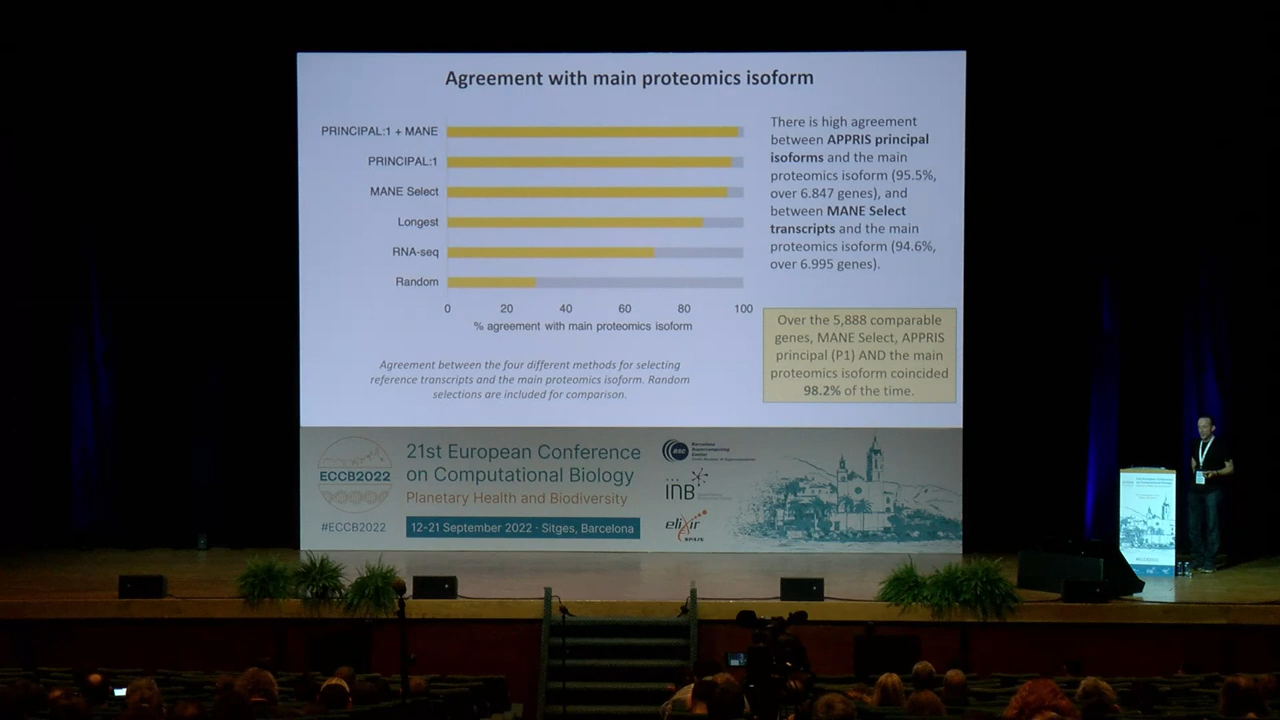 Agreement with main proteomics isoform
PRINCIPAL:1 + MANE
PRINCIPAL:1
MANE Select
Longest
RNA-seq
Random
0 20 40 60 80 100
% agreement with main proteomics isoform
Agreement between the four different methods for selecting
reference transcripts and the main proteomics isoform. Random
selections are included for comparison.
There is high agreement
between APPRIS principal
isoforms and the main
proteomics isoform (95.5%,
over 6.847 genes), and
between MANE Select
transcripts and the main
proteomics isoform (94.6%,
over 6.995 genes).
Over the 5,888 comparable
genes, MANE Select, APPRIS
principal (P1) AND the main
proteomics isoform coincided
98.2% of the time.
ECCB2022
#ECCB2022
21st European Conference
on Computational Biology
Planetary Health and Biodiversity
12-21 September 2022 · Sitges, Barcelona
BSC
Barcelona
Supercomputing
Center
INB
elixir
SPAIN
#ECCB2022